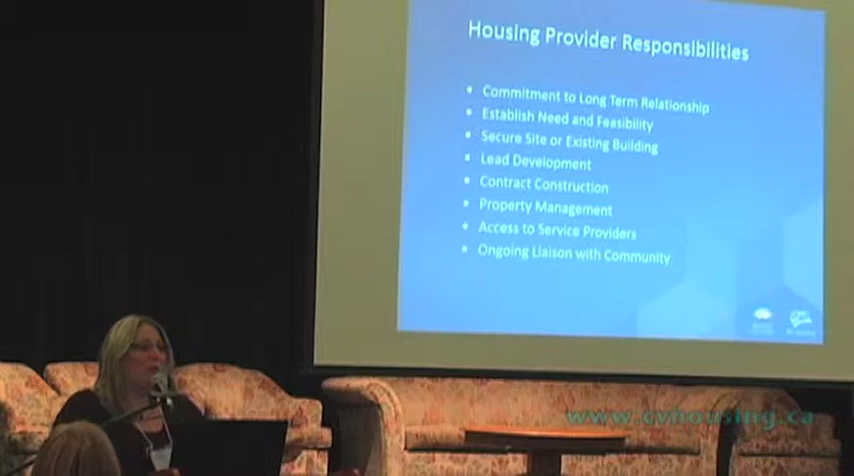 Housing Provider Responsibilities
• Commitment to Long Term Relationship
• Establish Need and Feasibility
• Secure Site or Existing Building
• Lead Development
• Contract Construction
• Property Management
• Access to Service Providers
• Ongoing Liaison with Community
www.cvhousing.ca